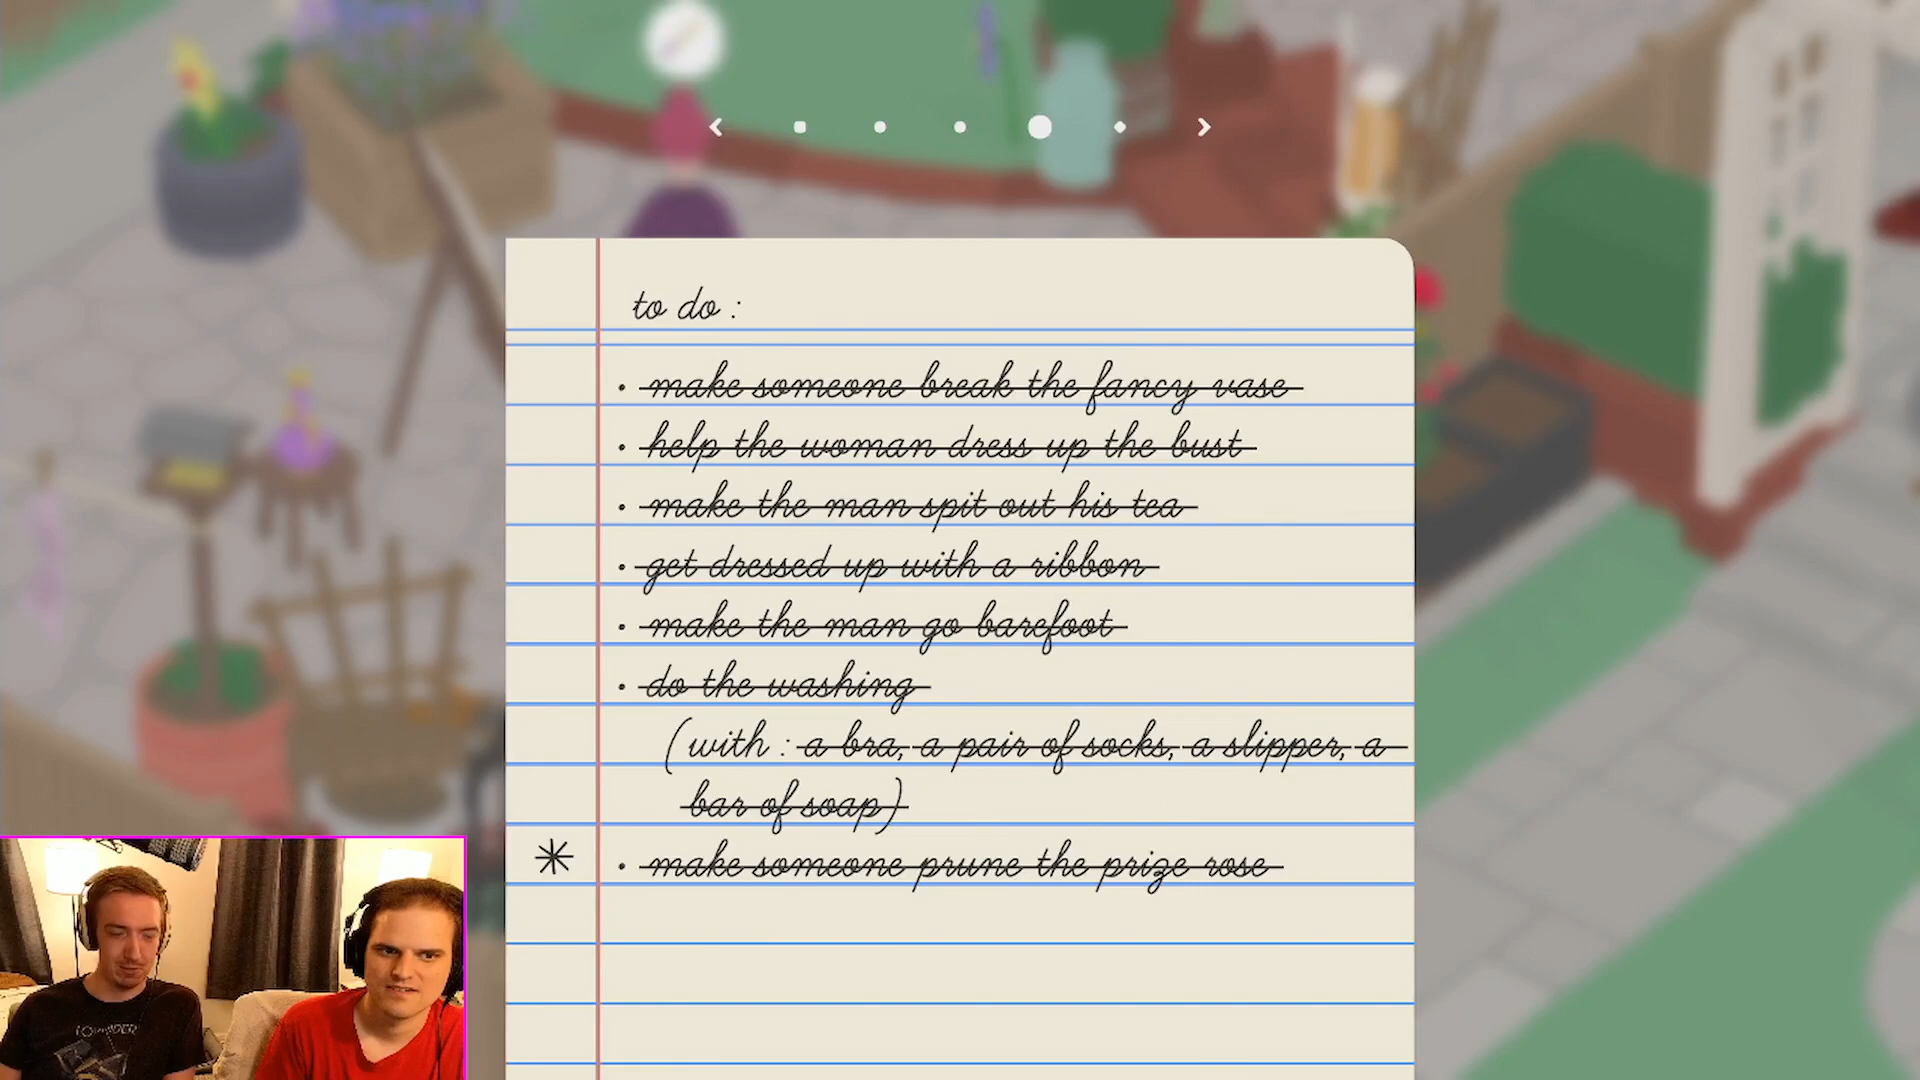 to do :
• make someone break the fancy vase
• help the woman dress up the bust
• make the man spit out his tea
• get dressed up with a ribbon
• make the man go barefoot
• do the washing
(with : a bra, a pair of socks, a slipper, a
bar of soap)
• make someone prune the prize rose